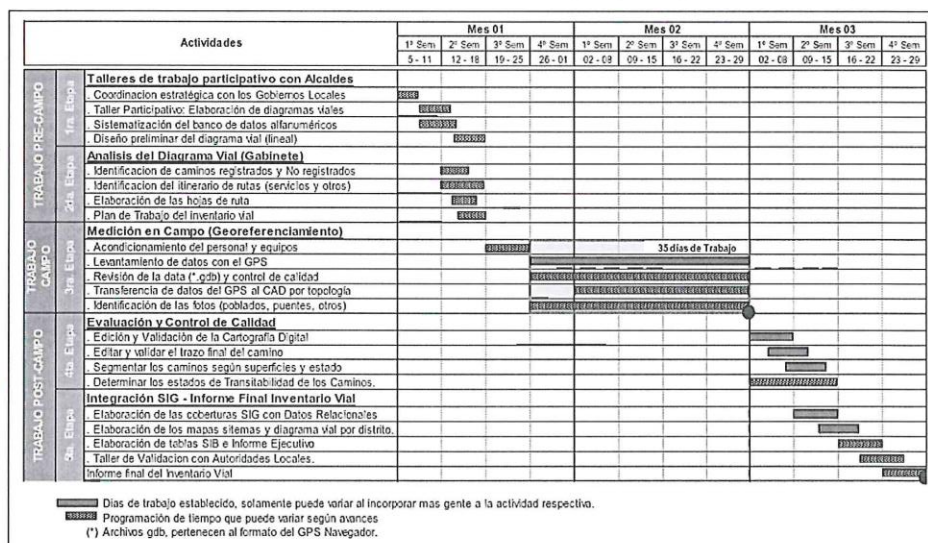 Actividades
Mes 01 Mes 02 Mes 03
1º Sem 2º Sem 3º Sem 4º Sem 1º Sem 2º Sem 3º Sem 4º Sem 1º Sem 2º Sem 3º Sem 4º Sem
5 - 11 12 - 18 19 - 25 26 - 01 02 - 08 09 - 15 16 - 22 23 - 29 02 - 08 09 - 15 16 - 22 23 - 29
TRABAJO PRE-CAMPO
1ra. Etapa
Talleres de trabajo participativo con Alcaldes
. Coordinacion estratégica con los Gobiernos Locales
. Taller Participativo: Elaboración de diagramas viales
. Sistematización del banco de datos alfanuméricos
. Diseño preliminar del diagrama vial (lineal)
2da. Etapa
Analisis del Diagrama Vial (Gabinete)
. Identificacion de caminos registrados y No registrados
. Identificacion del itinerario de rutas (servicios y otros)
. Elaboración de las hojas de ruta
. Plan de Trabajo del inventario vial
TRABAJO CAMPO
3ra. Etapa
Medición en Campo (Georeferenciamiento)
. Acondicionamiento del personal y equipos
35 días de Trabajo
. Levantamiento de datos con el GPS
. Revisión de la data (*.gdb) y control de calidad
. Transferencia de datos del GPS al CAD por topología
. Identificación de las fotos (poblados, puentes, otros)
TRABAJO POST-CAMPO
4ta. Etapa
Evaluación y Control de Calidad
. Edición y Validación de la Cartografía Digital
. Editar y validar el trazo final del camino
. Segmentar los caminos según superficies y estado
. Determinar los estados de Transitabilidad de los Caminos.
5ta. Etapa
Integración SIG - Informe Final Inventario Vial
. Elaboración de las coberturas SIG con Datos Relacionales
. Elaboración de los mapas sitemas y diagrama vial por distrito.
. Elaboración de tablas SIB e Informe Ejecutivo
. Taller de Validacion con Autoridades Locales.
Informe final del Inventario Vial
Dias de trabajo establecido, solamente puede variar al incorporar mas gente a la actividad respectiva.
Programación de tiempo que puede variar según avances
(*) Archivos gdb, pertenecen al formato del GPS Navegador.